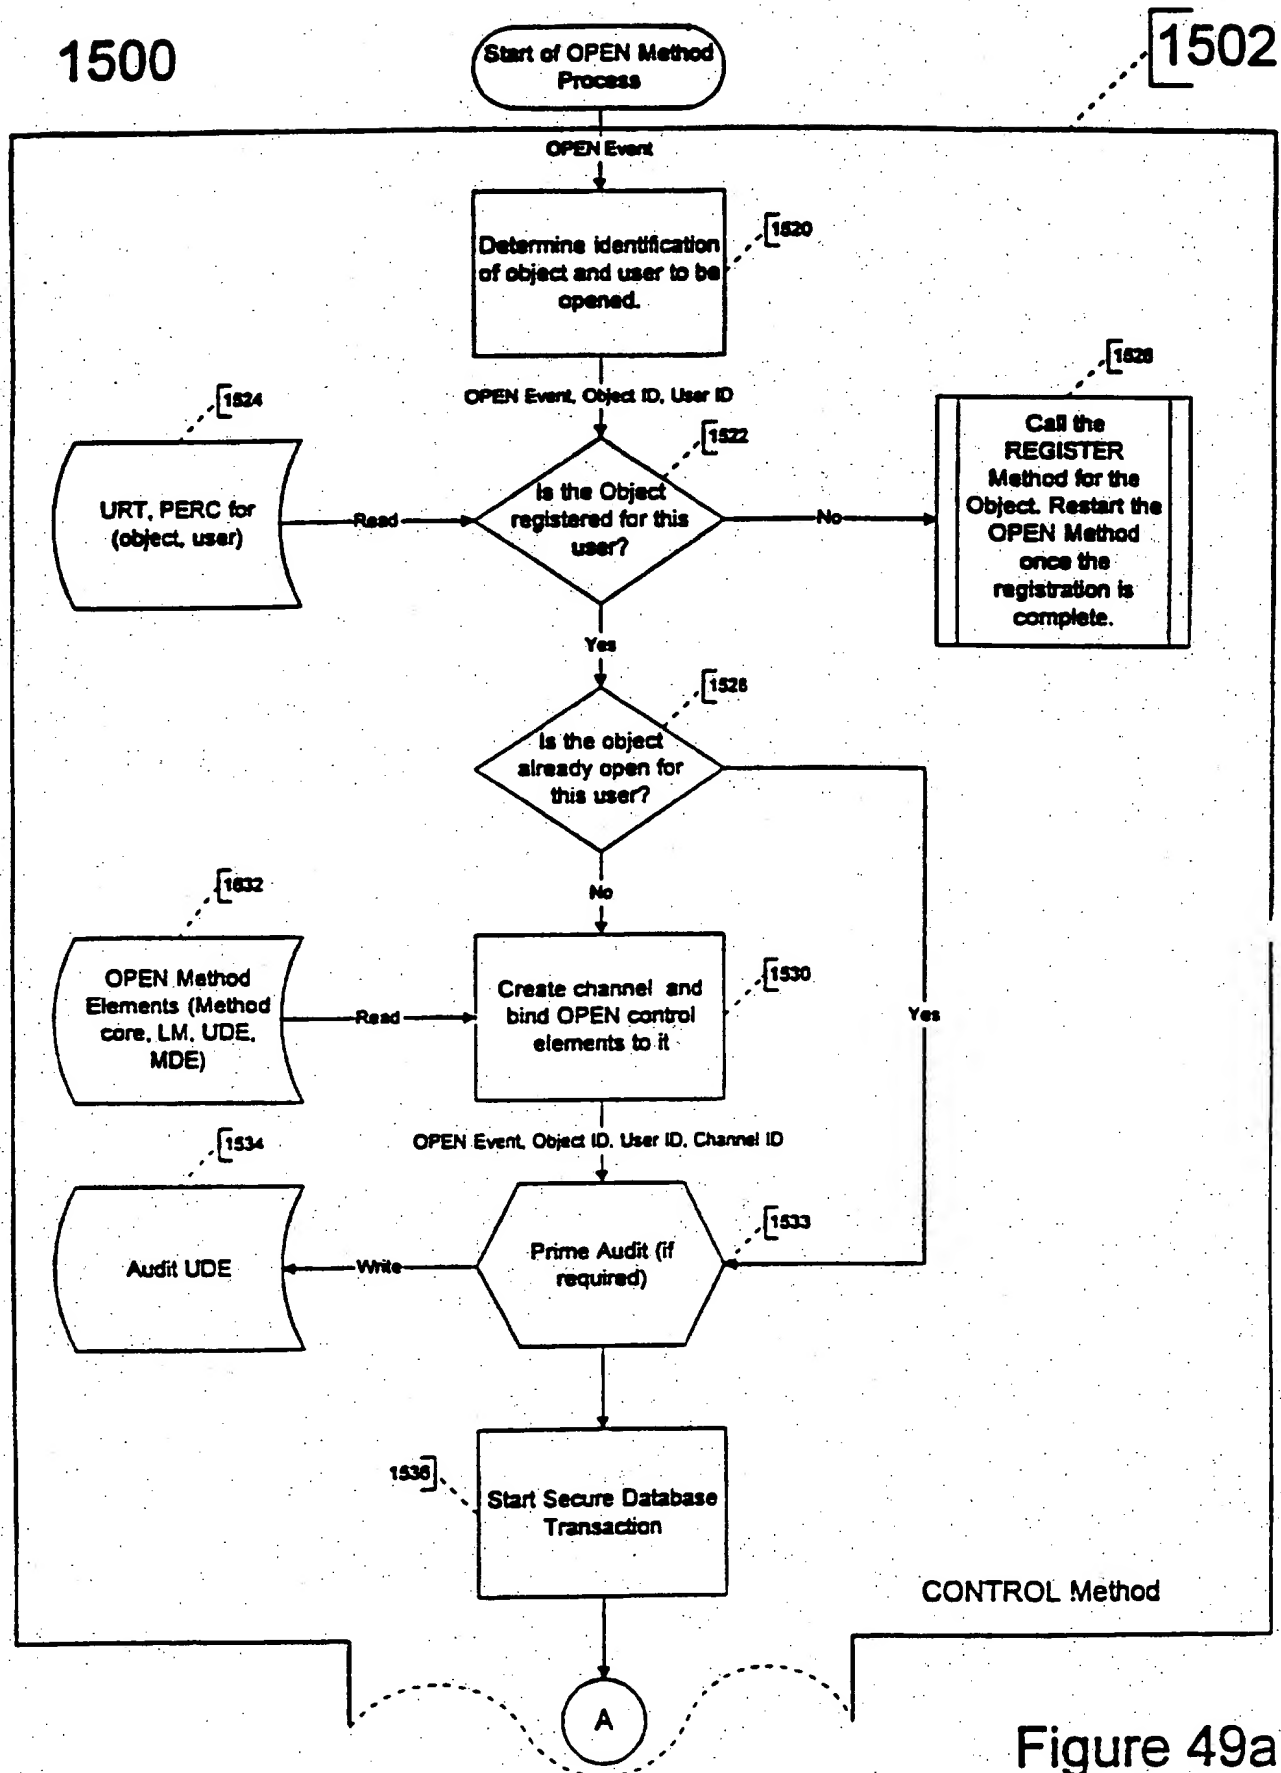 1500
1502
Start of OPEN Method
Process
OPEN Event
1520
Determine identification
of object and user to be
opened.
OPEN Event, Object ID, User ID
1524
1522
1528
URT, PERC for
(object, user)
Read
Is the Object
registered for this
user?
No
Call the
REGISTER
Method for the
Object. Restart the
OPEN Method
once the
registration is
complete.
Yes
1526
Is the object
already open for
this user?
No
1532
OPEN Method
Elements (Method
core, LM, UDE,
MDE)
Read
1530
Create channel and
bind OPEN control
elements to it
Yes
OPEN Event, Object ID, User ID, Channel ID
1534
1533
Audit UDE
Write
Prime Audit (if
required)
1536
Start Secure Database
Transaction
CONTROL Method
A
Figure 49a